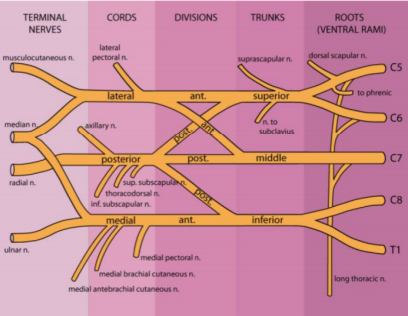 TERMINAL
NERVES
CORDS
DIVISIONS
TRUNKS
ROOTS
(VENTRAL RAMI)
musculocutaneous n.
lateral
pectoral n.
suprascapular n.
dorsal scapular n.
C5
to phrenic
lateral
ant.
superior
median n.
axillary n.
post.
ant.
n. to
subclavius
C6
posterior
post.
middle
C7
radial n.
sup. subscapular n.
thoracodorsal n.
inf. subscapular n.
post.
C8
medial
ant.
inferior
ulnar n.
T1
medial pectoral n.
medial brachial cutaneous n.
medial antebrachial cutaneous n.
long thoracic n.